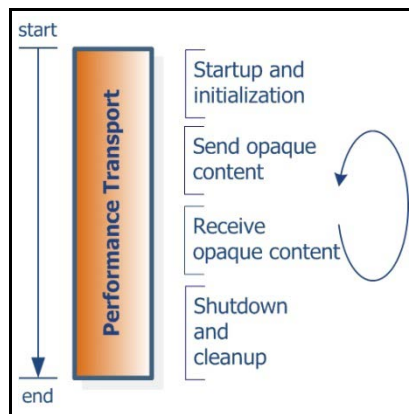 start
Performance Transport
Startup and
initialization
Send opaque
content
Receive
opaque content
Shutdown
and
cleanup
end